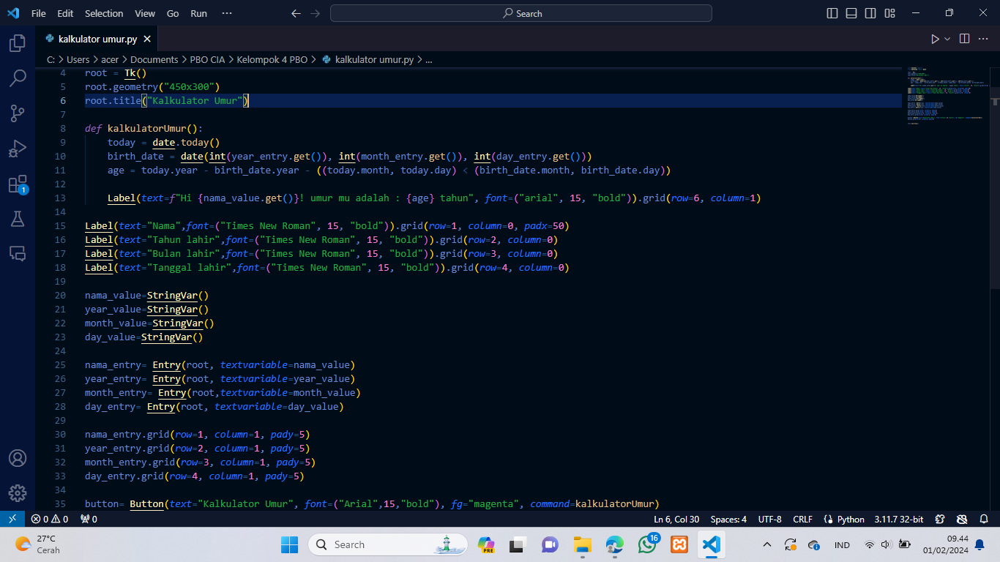 File Edit Selection View Go Run ··· Search
kalkulator umur.py
C: > Users > acer > Documents > PBO CIA > Kelompok 4 PBO > kalkulator umur.py > ...
4 root = Tk()
5 root.geometry("450x300")
6 root.title("Kalkulator Umur")
7
8 def kalkulatorUmur():
9 today = date.today()
10 birth_date = date(int(year_entry.get()), int(month_entry.get()), int(day_entry.get()))
11 age = today.year - birth_date.year - ((today.month, today.day) < (birth_date.month, birth_date.day))
12
13 Label(text=f"Hi {nama_value.get()}! umur mu adalah : {age} tahun", font=("arial", 15, "bold")).grid(row=6, column=1)
14
15 Label(text="Nama",font=("Times New Roman", 15, "bold")).grid(row=1, column=0, padx=50)
16 Label(text="Tahun lahir",font=("Times New Roman", 15, "bold")).grid(row=2, column=0)
17 Label(text="Bulan lahir",font=("Times New Roman", 15, "bold")).grid(row=3, column=0)
18 Label(text="Tanggal lahir",font=("Times New Roman", 15, "bold")).grid(row=4, column=0)
19
20 nama_value=StringVar()
21 year_value=StringVar()
22 month_value=StringVar()
23 day_value=StringVar()
24
25 nama_entry= Entry(root, textvariable=nama_value)
26 year_entry= Entry(root, textvariable=year_value)
27 month_entry= Entry(root,textvariable=month_value)
28 day_entry= Entry(root, textvariable=day_value)
29
30 nama_entry.grid(row=1, column=1, pady=5)
31 year_entry.grid(row=2, column=1, pady=5)
32 month_entry.grid(row=3, column=1, pady=5)
33 day_entry.grid(row=4, column=1, pady=5)
34
35 button= Button(text="Kalkulator Umur", font=("Arial",15,"bold"), fg="magenta", command=kalkulatorUmur)
1
0 0 0 Ln 6, Col 30 Spaces: 4 UTF-8 CRLF Python 3.11.7 32-bit
27°C
Cerah
Search
PRE
16
IND
09.44
01/02/2024